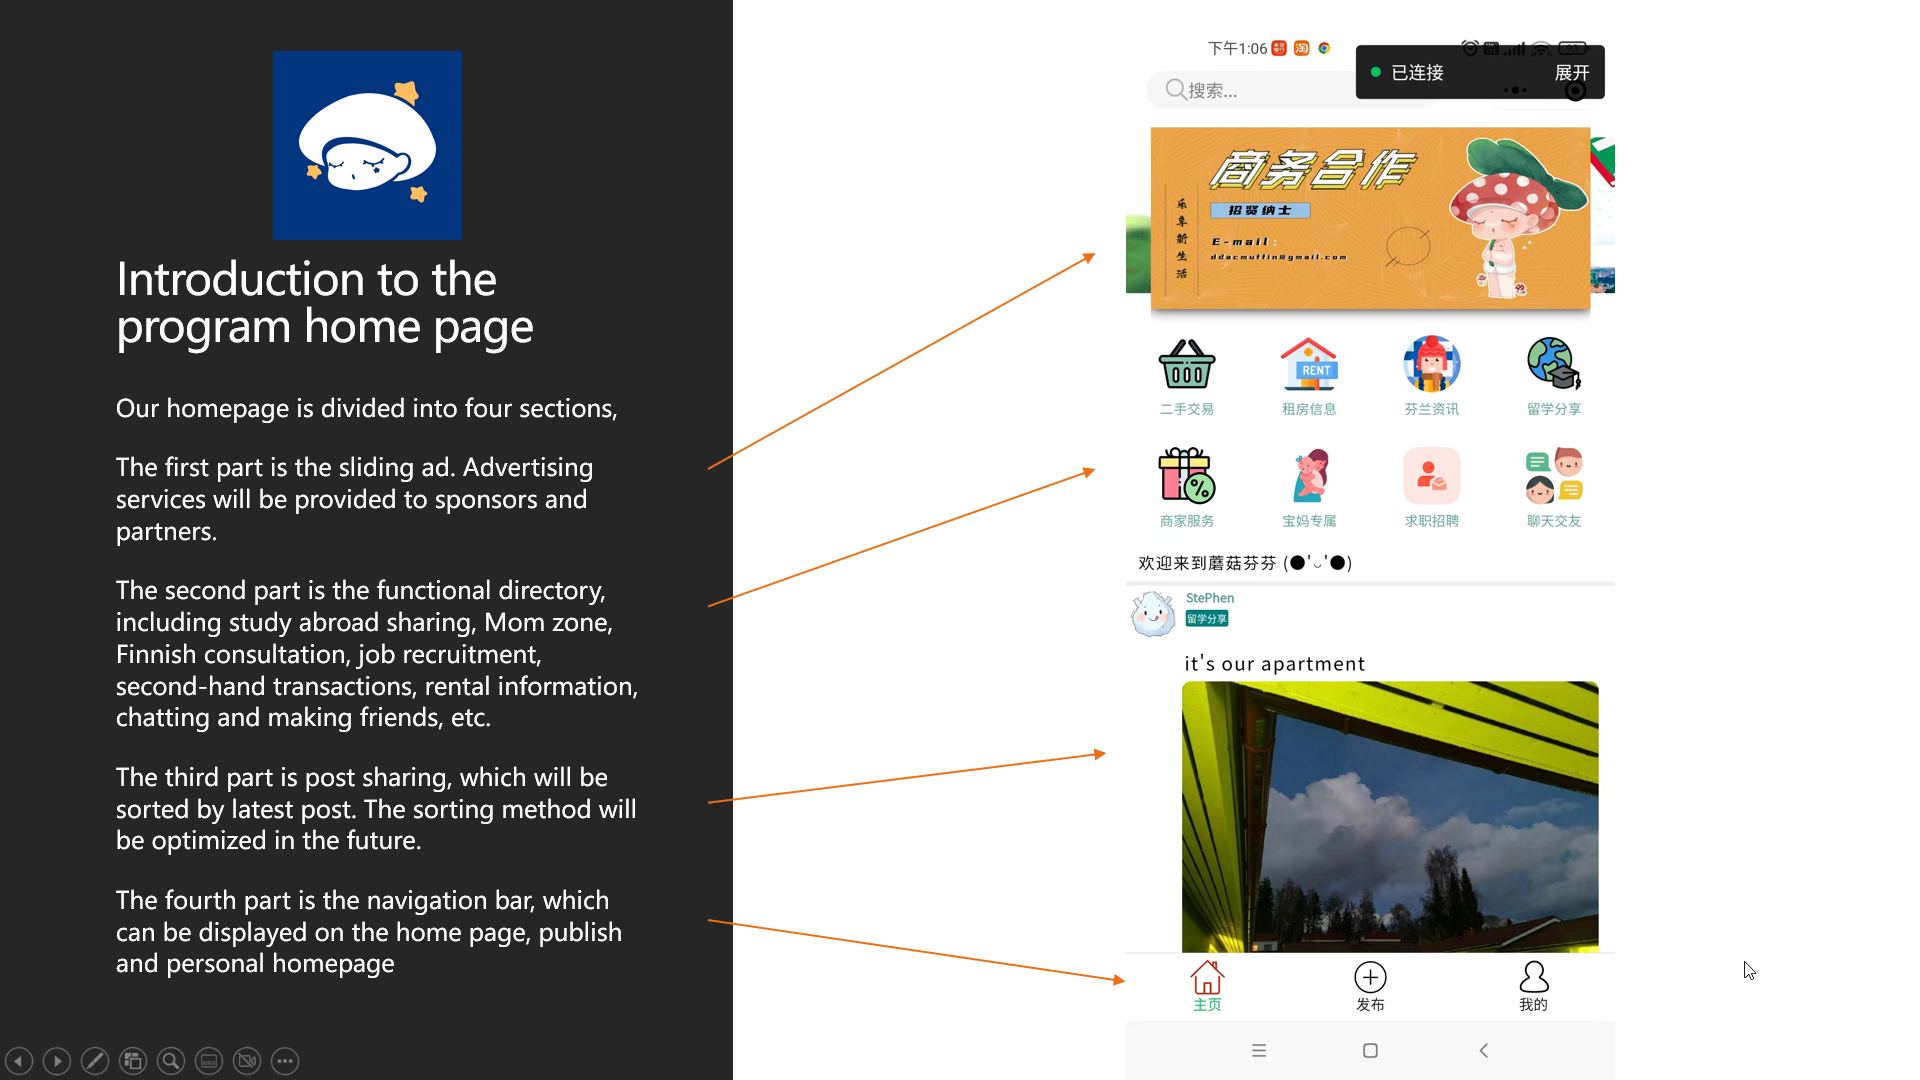 Introduction to the
program home page
Our homepage is divided into four sections,
The first part is the sliding ad. Advertising
services will be provided to sponsors and
partners.
The second part is the functional directory,
including study abroad sharing, Mom zone,
Finnish consultation, job recruitment,
second-hand transactions, rental information,
chatting and making friends, etc.
The third part is post sharing, which will be
sorted by latest post. The sorting method will
be optimized in the future.
The fourth part is the navigation bar, which
can be displayed on the home page, publish
and personal homepage
下午1:06
已连接 展开
搜索...
商务合作
招贤纳士
乐享新生活
E-mail:
ddacmuffin@gmail.com
RENT
二手交易 租房信息 芬兰资讯 留学分享
商家服务 宝妈专属 求职招聘 聊天交友
欢迎来到蘑菇芬芬 (●'◡'●)
StePhen
留学分享
it's our apartment
主页 发布 我的